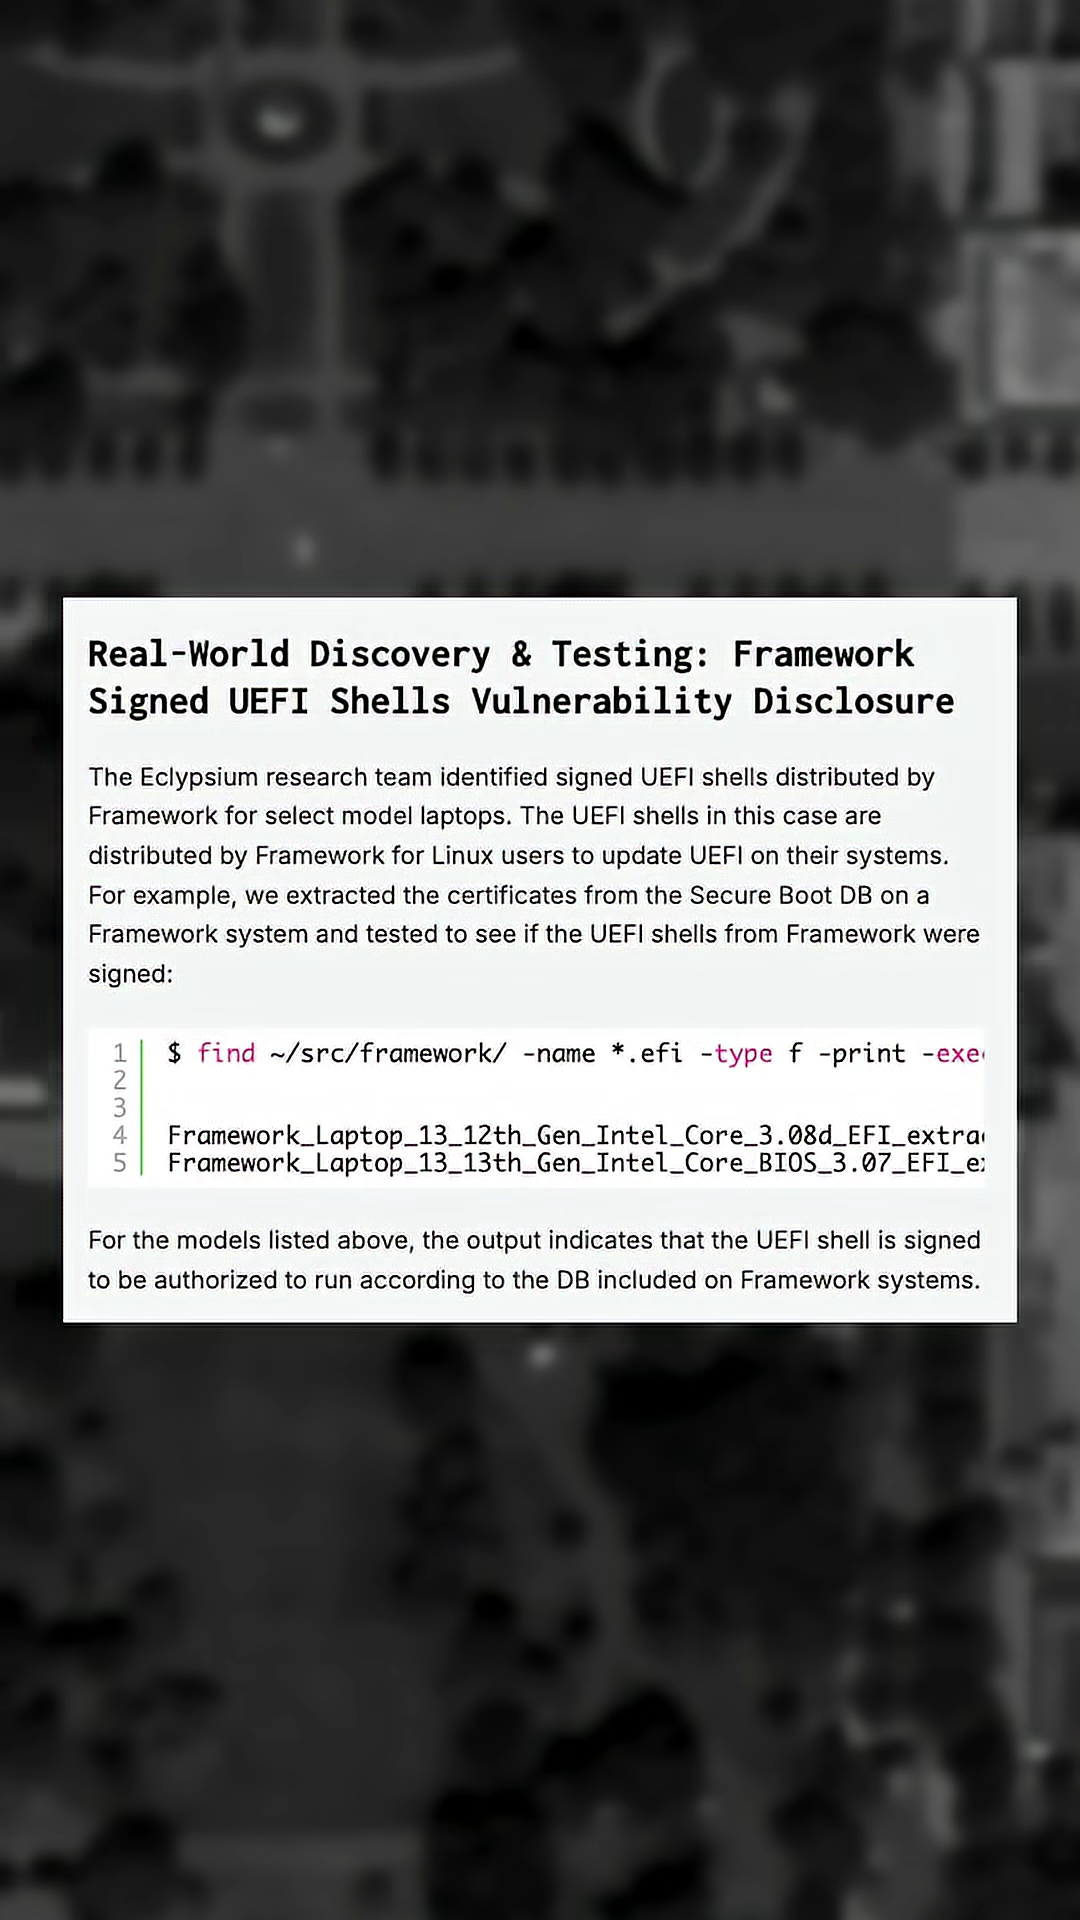 Real-World Discovery & Testing: Framework
Signed UEFI Shells Vulnerability Disclosure
The Eclypsium research team identified signed UEFI shells distributed by
Framework for select model laptops. The UEFI shells in this case are
distributed by Framework for Linux users to update UEFI on their systems.
For example, we extracted the certificates from the Secure Boot DB on a
Framework system and tested to see if the UEFI shells from Framework were
signed:
1 $ find ~/src/framework/ -name *.efi -type f -print -exe
2
3
4 Framework_Laptop_13_12th_Gen_Intel_Core_3.08d_EFI_extra
5 Framework_Laptop_13_13th_Gen_Intel_Core_BIOS_3.07_EFI_e
For the models listed above, the output indicates that the UEFI shell is signed
to be authorized to run according to the DB included on Framework systems.